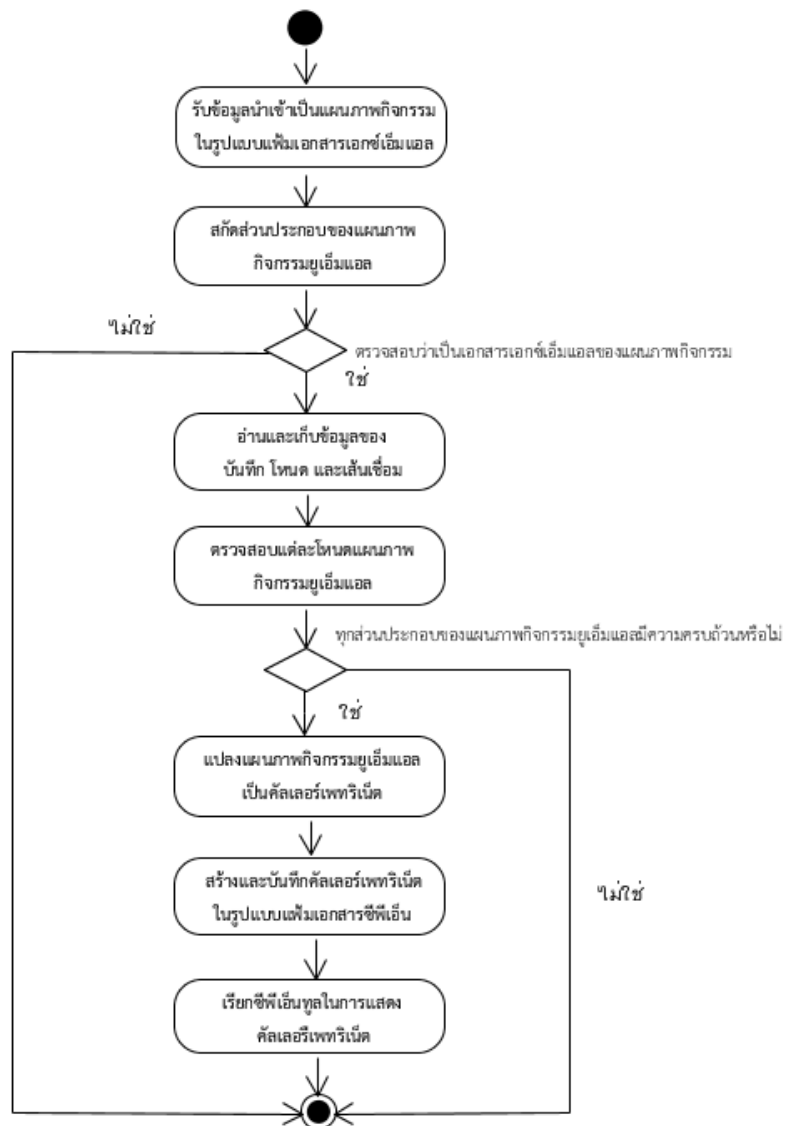 รับข้อมูลนำเข้าเป็นแผนภาพกิจกรรม
ในรูปแบบแฟ้มเอกสารเอกซ์เอ็มแอล
สกัดส่วนประกอบของแผนภาพ
กิจกรรมยูเอ็มแอล
ไม่ใช่
ตรวจสอบว่าเป็นเอกสารเอกซ์เอ็มแอลของแผนภาพกิจกรรม
ใช่
อ่านและเก็บข้อมูลของ
บันทึก โหนด และเส้นเชื่อม
ตรวจสอบแต่ละโหนดแผนภาพ
กิจกรรมยูเอ็มแอล
ทุกส่วนประกอบของแผนภาพกิจกรรมยูเอ็มแอลมีความครบถ้วนหรือไม่
ใช่
แปลงแผนภาพกิจกรรมยูเอ็มแอล
เป็นคัลเลอร์เพทริเน็ต
สร้างและบันทึกคัลเลอร์เพทริเน็ต
ในรูปแบบแฟ้มเอกสารซีพีเอ็น
ไม่ใช่
เรียกซีพีเอ็นทูลในการแสดง
คัลเลอร์เพทริเน็ต